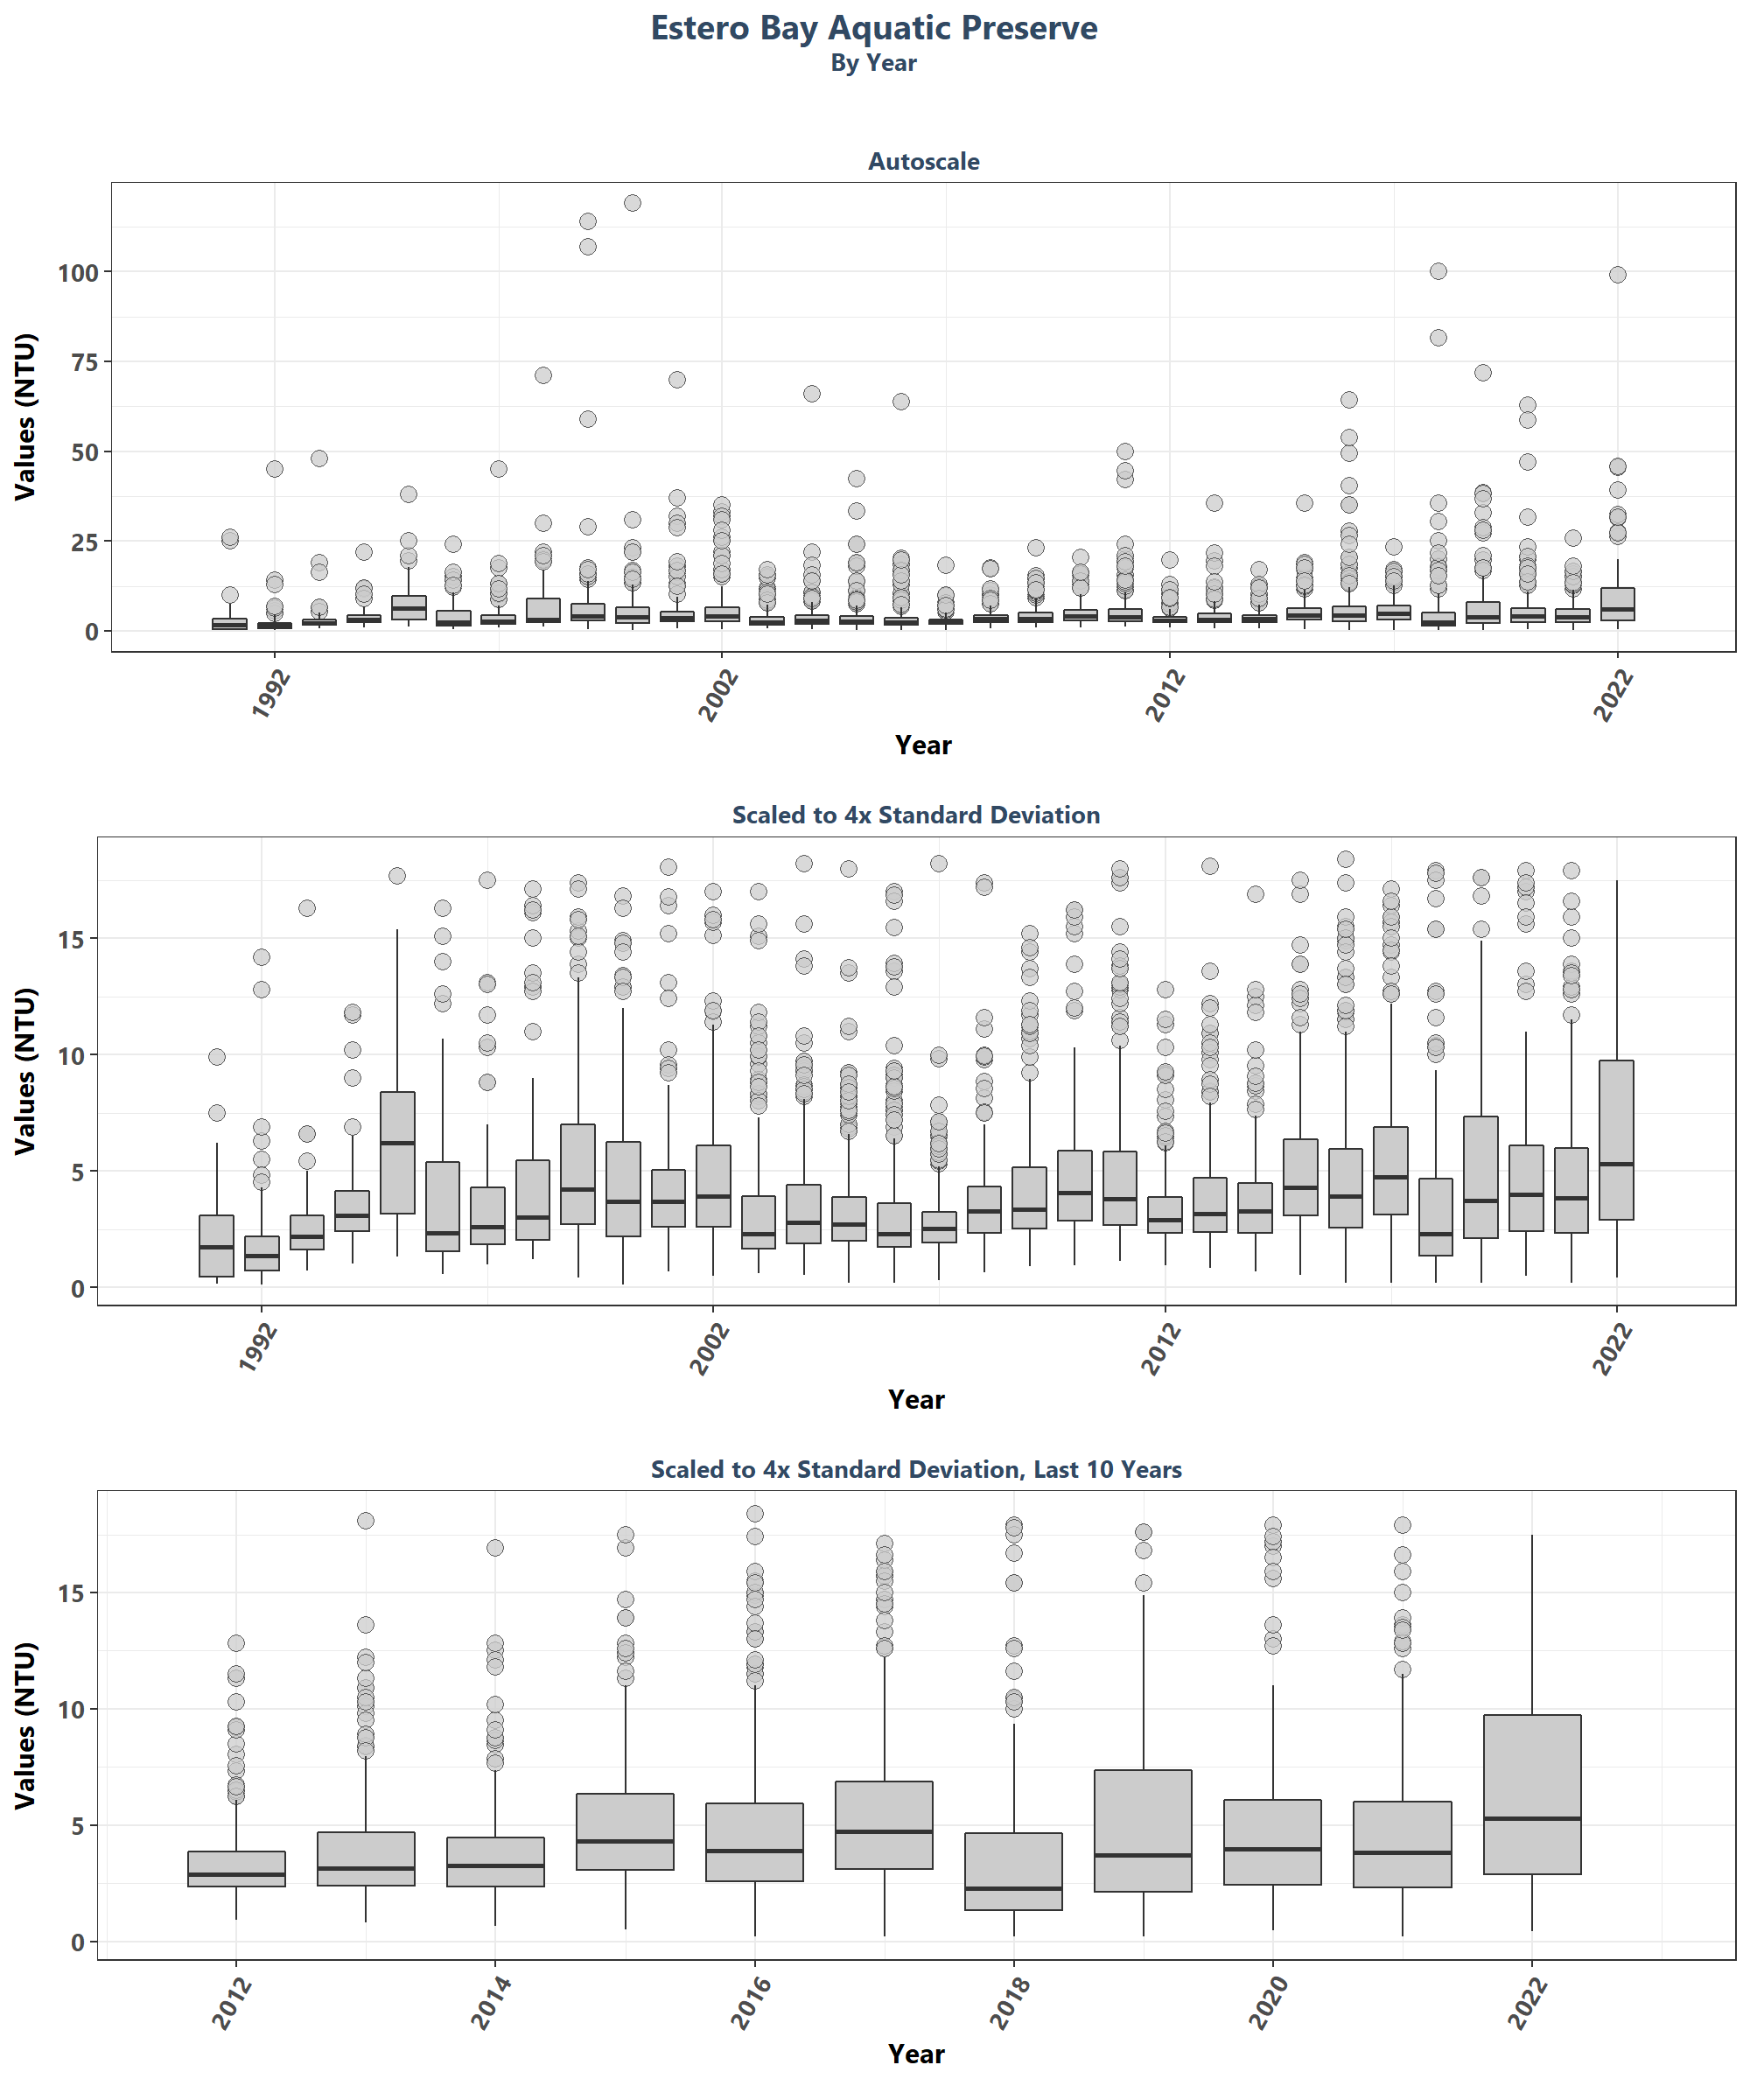 Estero Bay Aquatic Preserve
By Year
Autoscale
Values (NTU)
100
75
50
25
0
1992
2002
2012
2022
Year
Scaled to 4x Standard Deviation
Values (NTU)
15
10
5
0
1992
2002
2012
2022
Year
Scaled to 4x Standard Deviation, Last 10 Years
Values (NTU)
15
10
5
0
2012
2014
2016
2018
2020
2022
Year